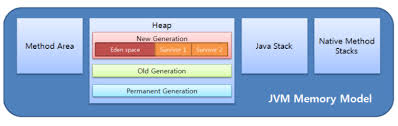 Heap
New Generation
Eden space
Survivor 1
Survivor 2
Old Generation
Permanent Generation
Method Area
Java Stack
Native Method
Stacks
JVM Memory Model